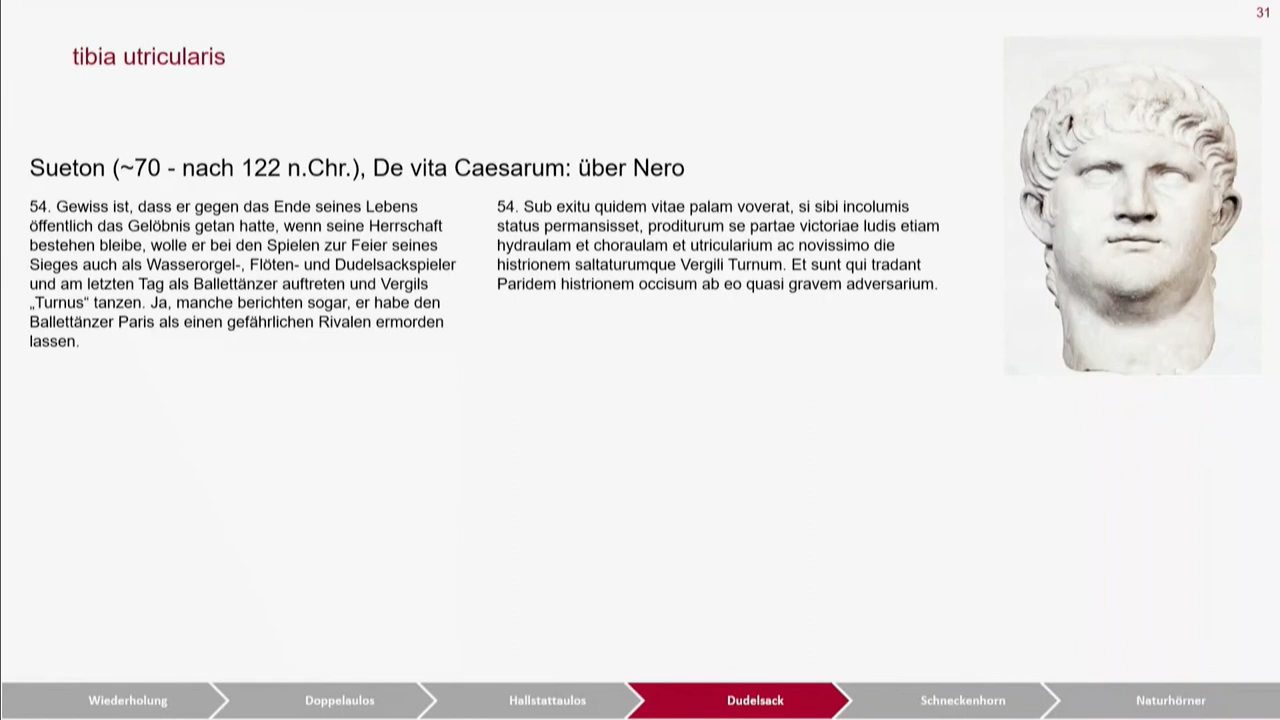 31
tibia utricularis
Sueton (~70 - nach 122 n.Chr.), De vita Caesarum: über Nero
54. Gewiss ist, dass er gegen das Ende seines Lebens
öffentlich das Gelöbnis getan hatte, wenn seine Herrschaft
bestehen bleibe, wolle er bei den Spielen zur Feier seines
Sieges auch als Wasserorgel-, Flöten- und Dudelsackspieler
und am letzten Tag als Ballettänzer auftreten und Vergils
„Turnus“ tanzen. Ja, manche berichten sogar, er habe den
Ballettänzer Paris als einen gefährlichen Rivalen ermorden
lassen.
54. Sub exitu quidem vitae palam voverat, si sibi incolumis
status permansisset, proditurum se partae victoriae ludis etiam
hydraulam et choraulam et utricularium ac novissimo die
histrionem saltaturumque Vergili Turnum. Et sunt qui tradant
Paridem histrionem occisum ab eo quasi gravem adversarium.
Wiederholung
Doppelaulos
Hallstattaulos
Dudelsack
Schneckenhorn
Naturhörner